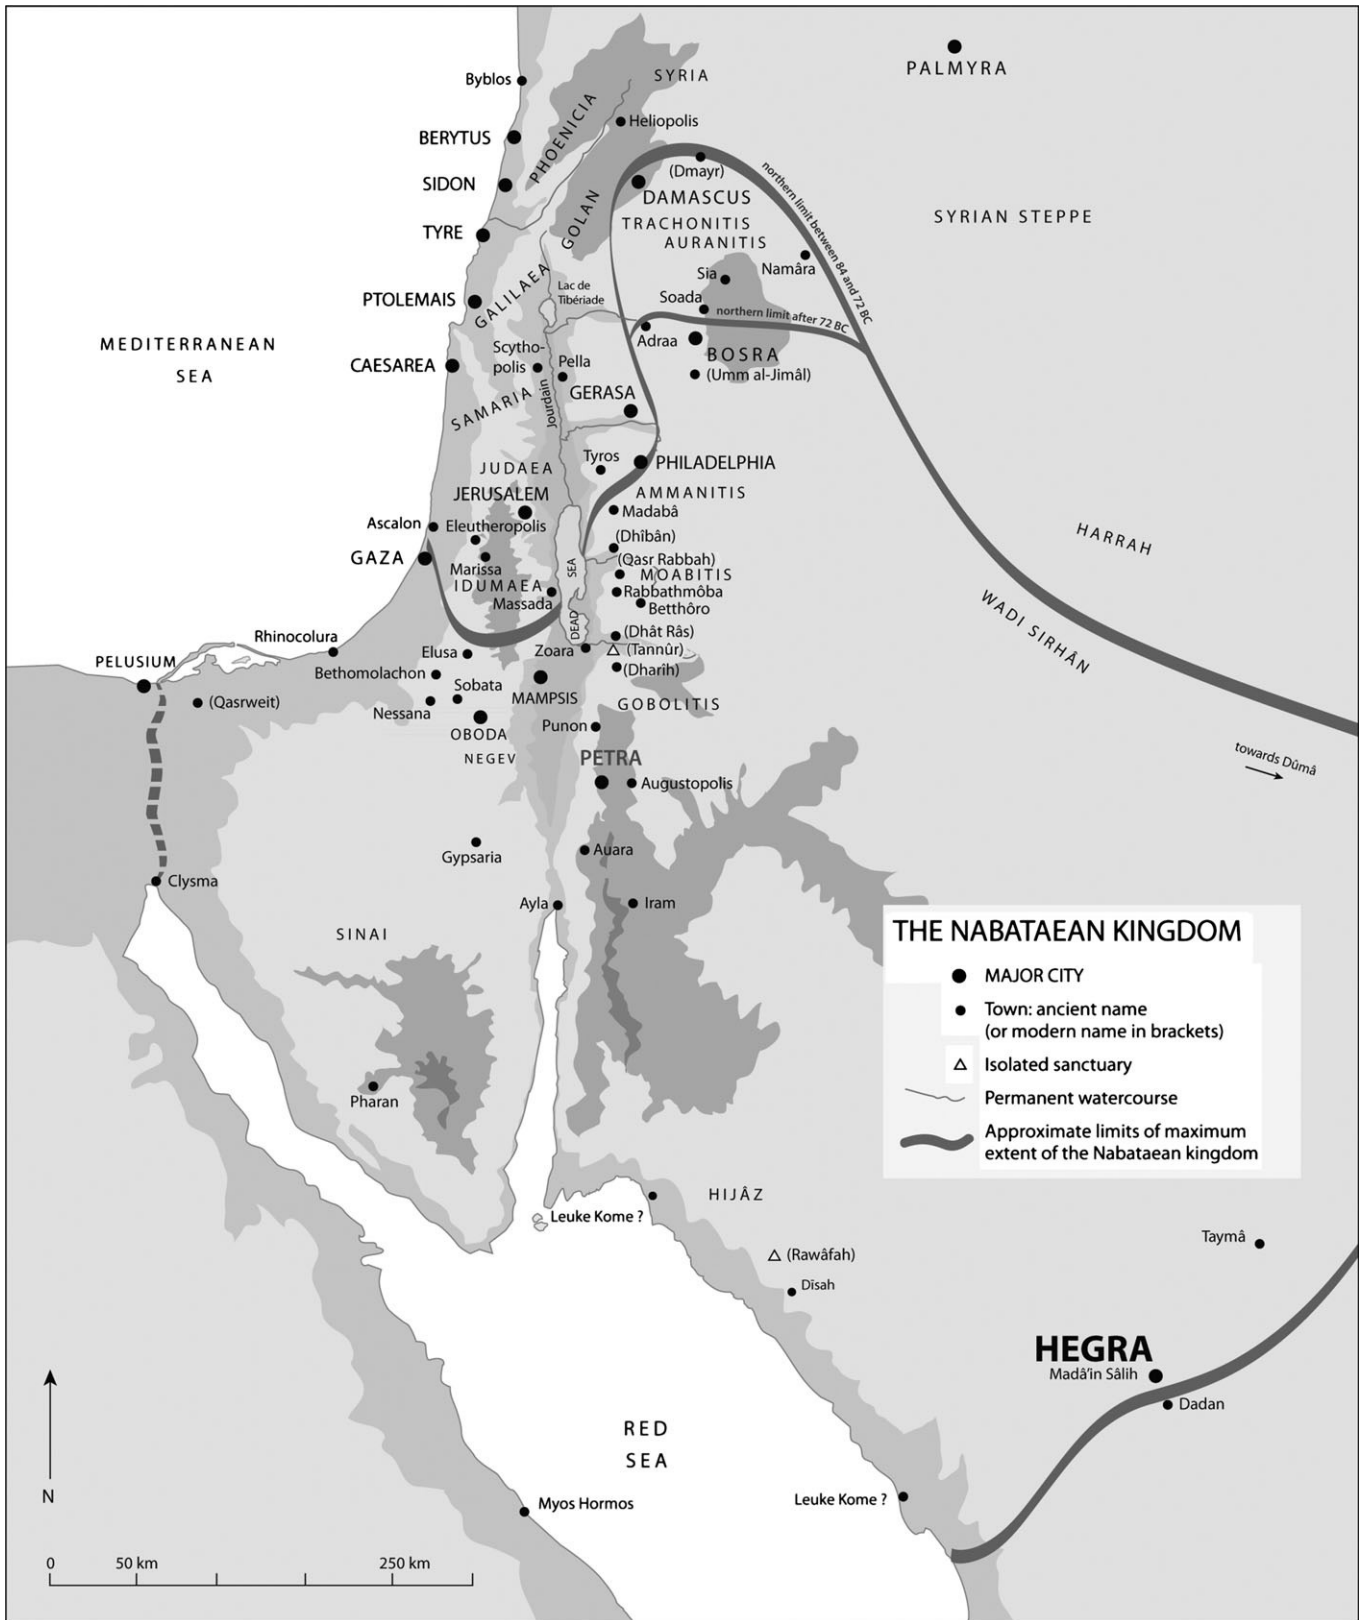 PALMYRA
SYRIA
Byblos
Heliopolis
BERYTUS
PHOENICIA
(Dmayr)
SIDON
DAMASCUS
northern limit between 84 and 72 BC
SYRIAN STEPPE
GOLAN
TRACHONITIS
TYRE
AURANITIS
Namâra
Sia
GALILAEA
Lac de
Tibériade
PTOLEMAIS
Soada
northern limit after 72 BC
MEDITERRANEAN
SEA
Adraa
BOSRA
Scytho-
polis
Pella
CAESAREA
(Umm al-Jimâl)
GERASA
SAMARIA
Jourdain
Tyros
PHILADELPHIA
JUDAEA
JERUSALEM
AMMANITIS
Madabâ
Ascalon
Eleutheropolis
(Dhîbân)
HARRAH
GAZA
(Qasr Rabbah)
Marissa
SEA
MOABITIS
IDUMAEA
Rabbathmôba
Massada
Betthôro
WADI SIRHÂN
DEAD
(Dhât Râs)
Rhinocolura
Elusa
Zoara
(Tannûr)
PELUSIUM
Bethomolachon
(Dharîh)
(Qasrweit)
Sobata
MAMPSIS
GOBOLITIS
Nessana
OBODA
Punon
NEGEV
PETRA
towards Dûmâ
Augustopolis
Gypsaria
Auara
Clysma
Ayla
Iram
SINAI
THE NABATAEAN KINGDOM
MAJOR CITY
Town: ancient name
(or modern name in brackets)
Isolated sanctuary
Permanent watercourse
Approximate limits of maximum
extent of the Nabataean kingdom
Pharan
HIJÂZ
Leuke Kome ?
Taymâ
(Rawâfah)
Dîsah
HEGRA
Madâ'in Sâlih
Dadan
RED
SEA
N
Leuke Kome ?
Myos Hormos
0
50 km
250 km